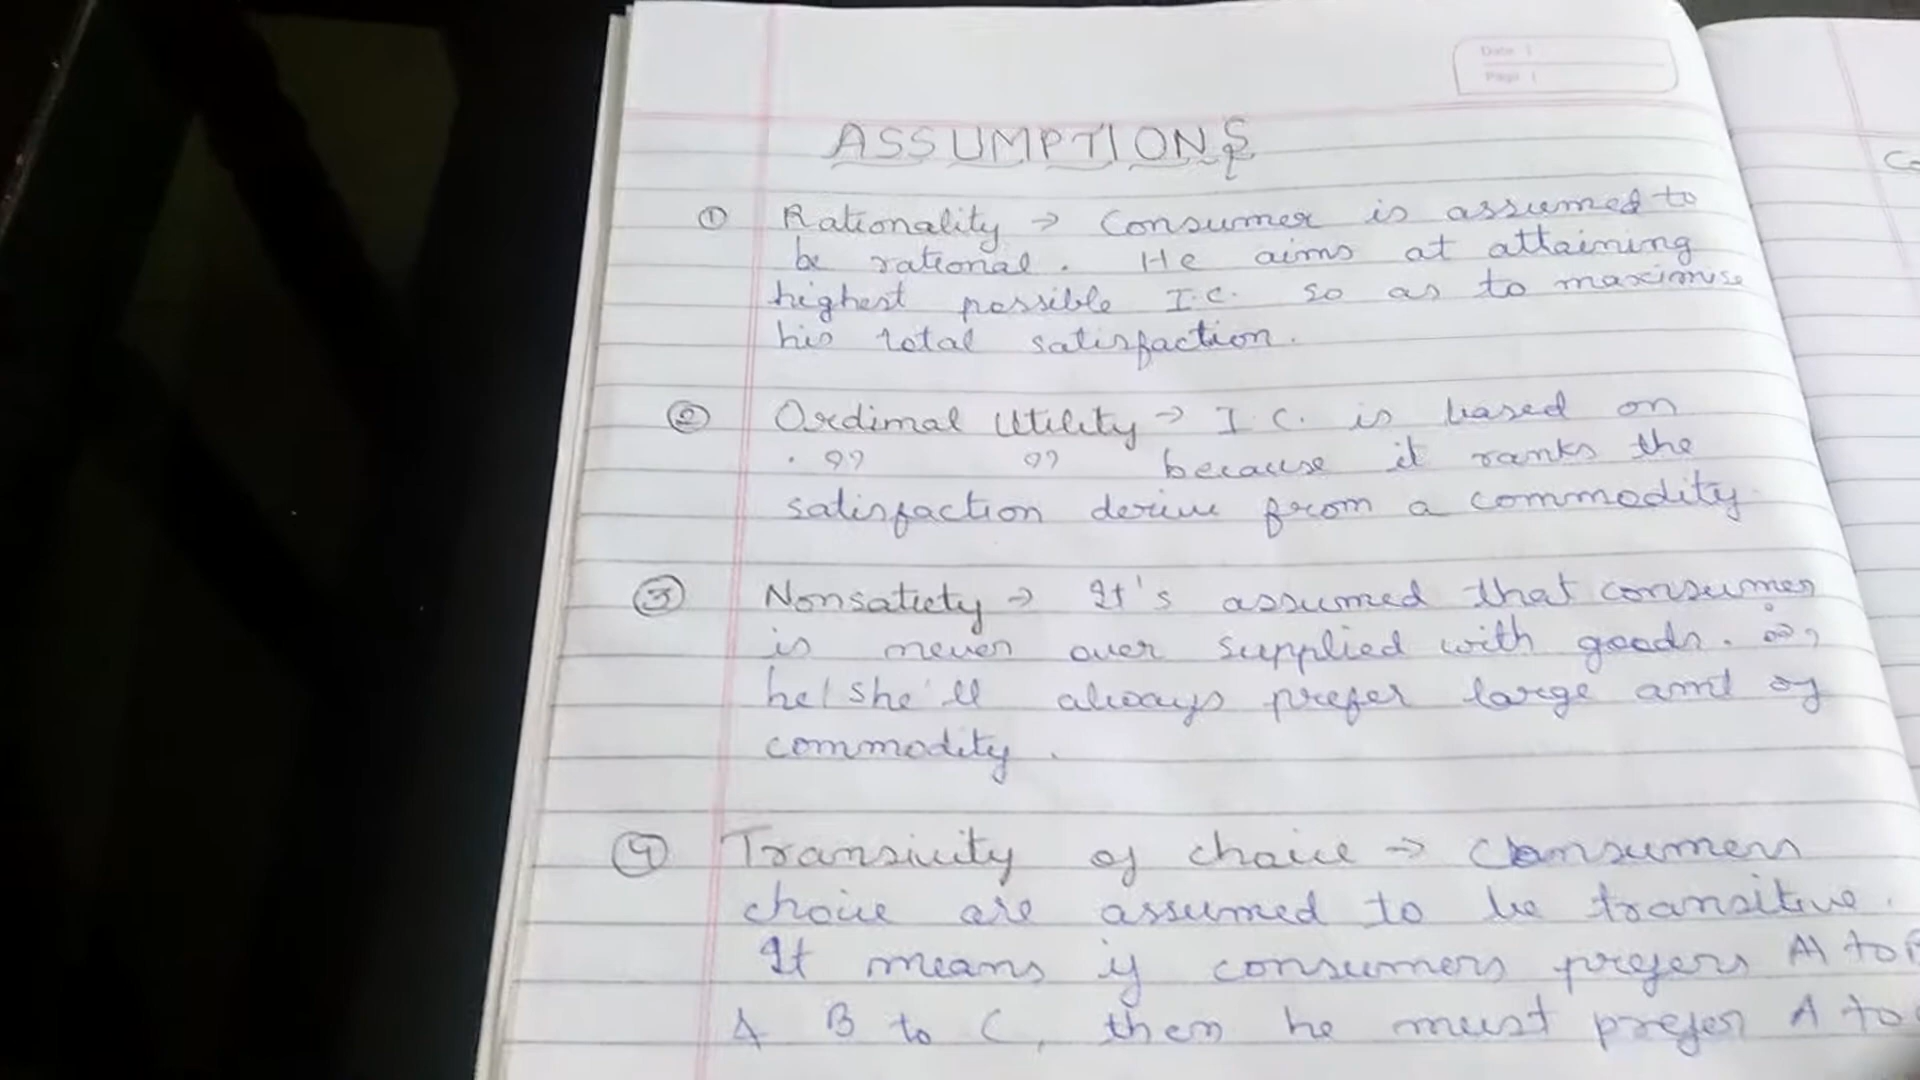 Date :
Page :
ASSUMPTIONS
① Rationality → Consumer is assumed to
be rational. He aims at attaining
highest possible I.C. so as to maximise
his total satisfaction.
② Ordinal Utility → I.C. is based on
" " because it ranks the
satisfaction derive from a commodity
③ Nonsatiety → It's assumed that consumer
is never over supplied with goods.
he/she'll always prefer large amt of
commodity.
④ Transivity of choice → Consumers
choice are assumed to be transitive.
It means if consumers prefers A to B
& B to C, then he must prefer A to